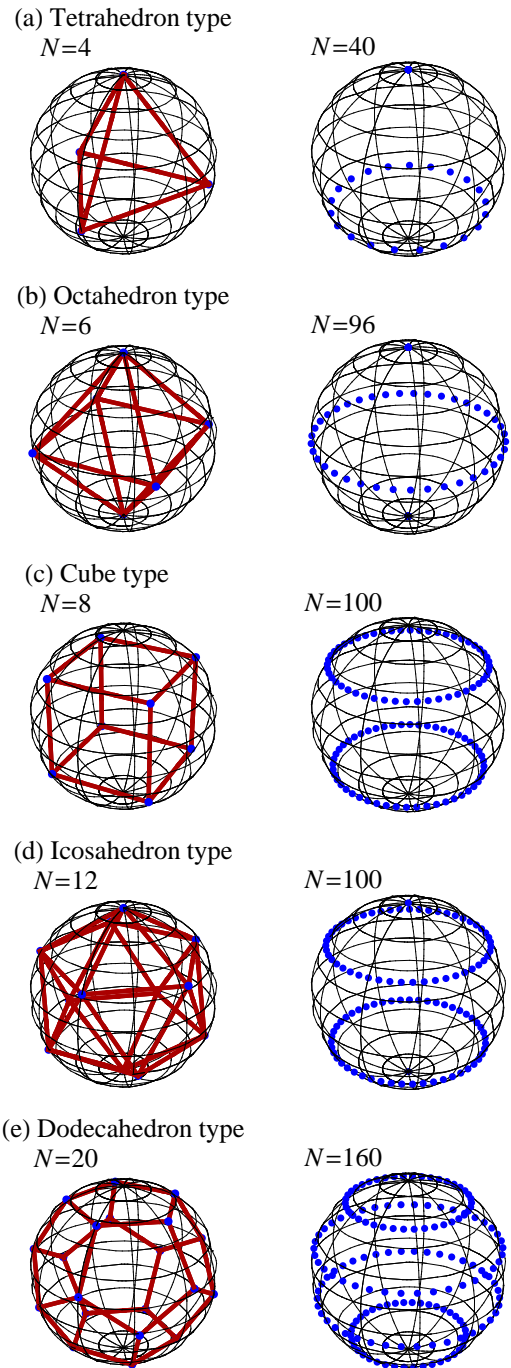 (a) Tetrahedron type
N=4 N=40
(b) Octahedron type
N=6 N=96
(c) Cube type
N=8 N=100
(d) Icosahedron type
N=12 N=100
(e) Dodecahedron type
N=20 N=160